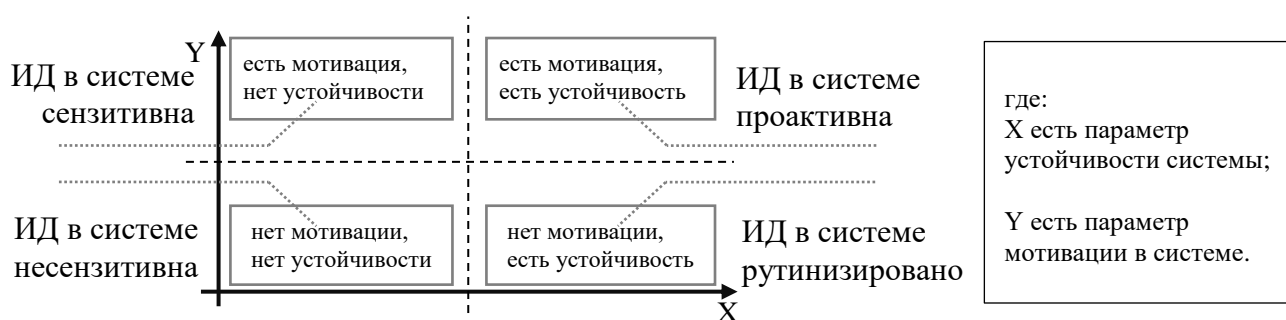 Y
ИД в системе
сензитивна
есть мотивация,
нет устойчивости
есть мотивация,
есть устойчивость
ИД в системе
проактивна
ИД в системе
несензитивна
нет мотивации,
нет устойчивости
нет мотивации,
есть устойчивость
ИД в системе
рутинизировано
X
где:
X есть параметр
устойчивости системы;
Y есть параметр
мотивации в системе.